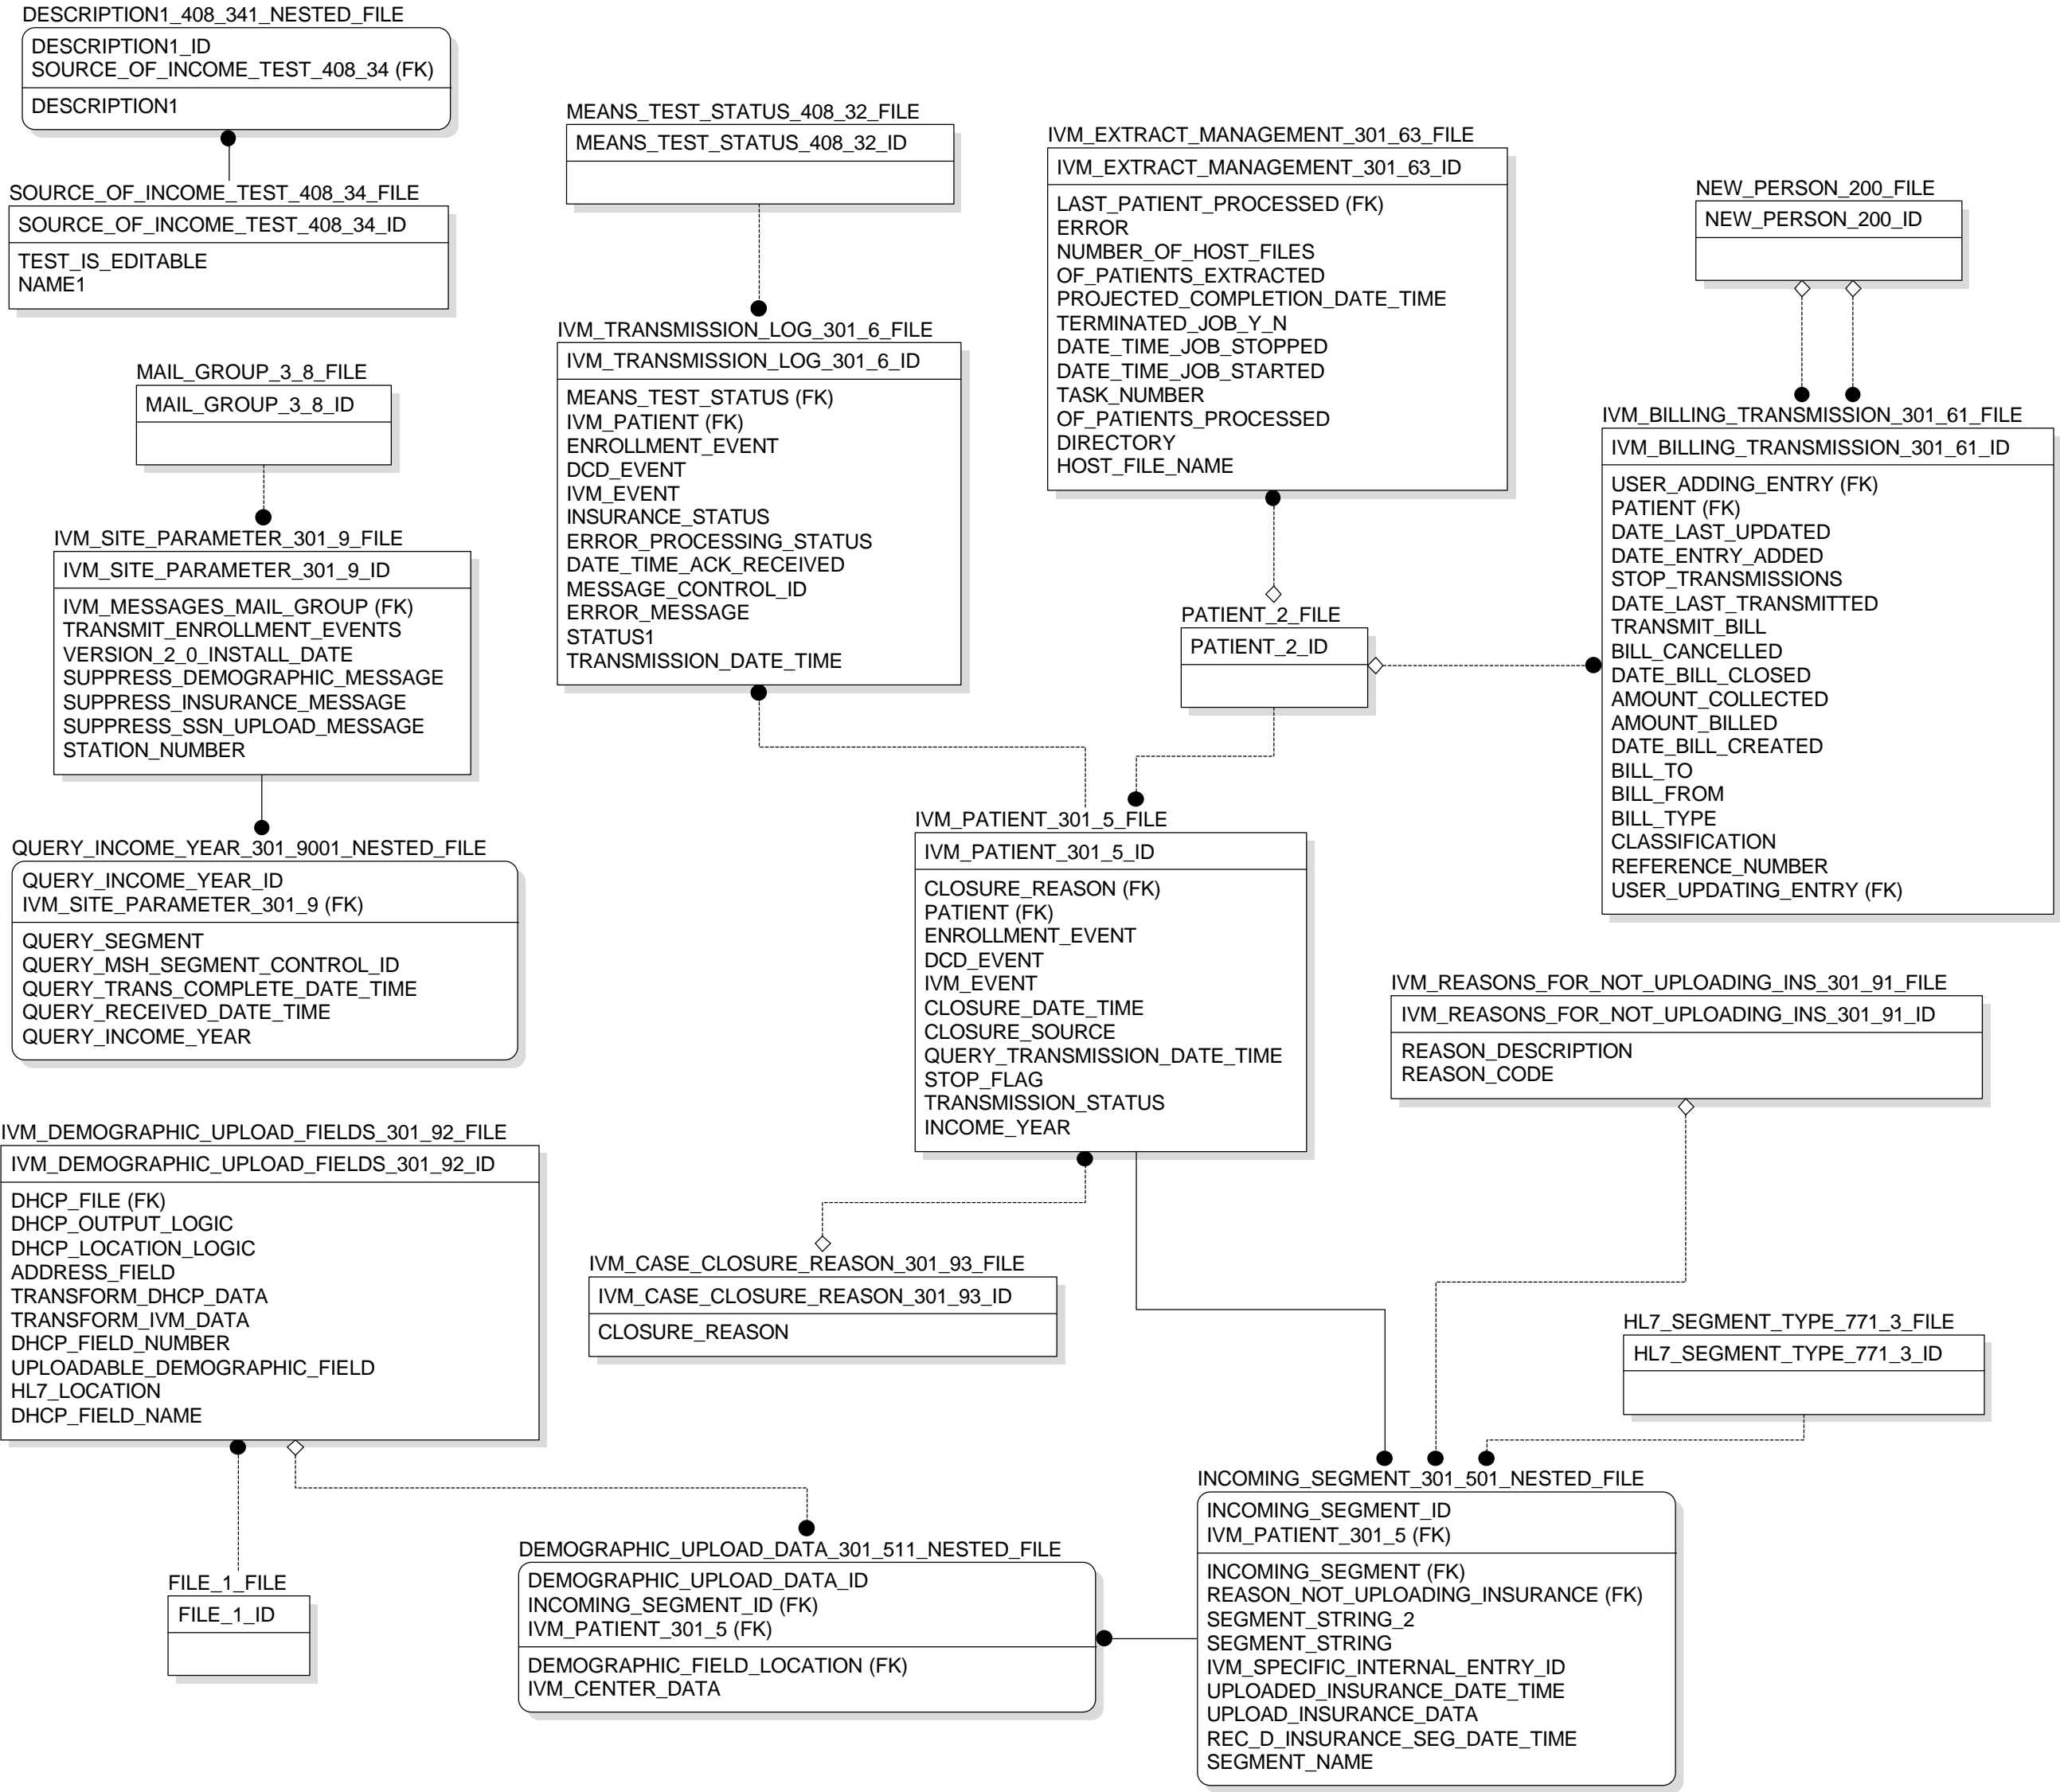 DESCRIPTION1_408_341_NESTED_FILE
DESCRIPTION1_ID
SOURCE_OF_INCOME_TEST_408_34 (FK)
DESCRIPTION1
SOURCE_OF_INCOME_TEST_408_34_FILE
SOURCE_OF_INCOME_TEST_408_34_ID
TEST_IS_EDITABLE
NAME1
MAIL_GROUP_3_8_FILE
MAIL_GROUP_3_8_ID
IVM_SITE_PARAMETER_301_9_FILE
IVM_SITE_PARAMETER_301_9_ID
IVM_MESSAGES_MAIL_GROUP (FK)
TRANSMIT_ENROLLMENT_EVENTS
VERSION_2_0_INSTALL_DATE
SUPPRESS_DEMOGRAPHIC_MESSAGE
SUPPRESS_INSURANCE_MESSAGE
SUPPRESS_SSN_UPLOAD_MESSAGE
STATION_NUMBER
QUERY_INCOME_YEAR_301_9001_NESTED_FILE
QUERY_INCOME_YEAR_ID
IVM_SITE_PARAMETER_301_9 (FK)
QUERY_SEGMENT
QUERY_MSH_SEGMENT_CONTROL_ID
QUERY_TRANS_COMPLETE_DATE_TIME
QUERY_RECEIVED_DATE_TIME
QUERY_INCOME_YEAR
IVM_DEMOGRAPHIC_UPLOAD_FIELDS_301_92_FILE
IVM_DEMOGRAPHIC_UPLOAD_FIELDS_301_92_ID
DHCP_FILE (FK)
DHCP_OUTPUT_LOGIC
DHCP_LOCATION_LOGIC
ADDRESS_FIELD
TRANSFORM_DHCP_DATA
TRANSFORM_IVM_DATA
DHCP_FIELD_NUMBER
UPLOADABLE_DEMOGRAPHIC_FIELD
HL7_LOCATION
DHCP_FIELD_NAME
FILE_1_FILE
FILE_1_ID
MEANS_TEST_STATUS_408_32_FILE
MEANS_TEST_STATUS_408_32_ID
IVM_TRANSMISSION_LOG_301_6_FILE
IVM_TRANSMISSION_LOG_301_6_ID
MEANS_TEST_STATUS (FK)
IVM_PATIENT (FK)
ENROLLMENT_EVENT
DCD_EVENT
IVM_EVENT
INSURANCE_STATUS
ERROR_PROCESSING_STATUS
DATE_TIME_ACK_RECEIVED
MESSAGE_CONTROL_ID
ERROR_MESSAGE
STATUS1
TRANSMISSION_DATE_TIME
IVM_EXTRACT_MANAGEMENT_301_63_FILE
IVM_EXTRACT_MANAGEMENT_301_63_ID
LAST_PATIENT_PROCESSED (FK)
ERROR
NUMBER_OF_HOST_FILES
OF_PATIENTS_EXTRACTED
PROJECTED_COMPLETION_DATE_TIME
TERMINATED_JOB_Y_N
DATE_TIME_JOB_STOPPED
DATE_TIME_JOB_STARTED
TASK_NUMBER
OF_PATIENTS_PROCESSED
DIRECTORY
HOST_FILE_NAME
PATIENT_2_FILE
PATIENT_2_ID
NEW_PERSON_200_FILE
NEW_PERSON_200_ID
IVM_BILLING_TRANSMISSION_301_61_FILE
IVM_BILLING_TRANSMISSION_301_61_ID
USER_ADDING_ENTRY (FK)
PATIENT (FK)
DATE_LAST_UPDATED
DATE_ENTRY_ADDED
STOP_TRANSMISSIONS
DATE_LAST_TRANSMITTED
TRANSMIT_BILL
BILL_CANCELLED
DATE_BILL_CLOSED
AMOUNT_COLLECTED
AMOUNT_BILLED
DATE_BILL_CREATED
BILL_TO
BILL_FROM
BILL_TYPE
CLASSIFICATION
REFERENCE_NUMBER
USER_UPDATING_ENTRY (FK)
IVM_PATIENT_301_5_FILE
IVM_PATIENT_301_5_ID
CLOSURE_REASON (FK)
PATIENT (FK)
ENROLLMENT_EVENT
DCD_EVENT
IVM_EVENT
CLOSURE_DATE_TIME
CLOSURE_SOURCE
QUERY_TRANSMISSION_DATE_TIME
STOP_FLAG
TRANSMISSION_STATUS
INCOME_YEAR
IVM_REASONS_FOR_NOT_UPLOADING_INS_301_91_FILE
IVM_REASONS_FOR_NOT_UPLOADING_INS_301_91_ID
REASON_DESCRIPTION
REASON_CODE
IVM_CASE_CLOSURE_REASON_301_93_FILE
IVM_CASE_CLOSURE_REASON_301_93_ID
CLOSURE_REASON
HL7_SEGMENT_TYPE_771_3_FILE
HL7_SEGMENT_TYPE_771_3_ID
DEMOGRAPHIC_UPLOAD_DATA_301_511_NESTED_FILE
DEMOGRAPHIC_UPLOAD_DATA_ID
INCOMING_SEGMENT_ID (FK)
IVM_PATIENT_301_5 (FK)
DEMOGRAPHIC_FIELD_LOCATION (FK)
IVM_CENTER_DATA
INCOMING_SEGMENT_301_501_NESTED_FILE
INCOMING_SEGMENT_ID
IVM_PATIENT_301_5 (FK)
INCOMING_SEGMENT (FK)
REASON_NOT_UPLOADING_INSURANCE (FK)
SEGMENT_STRING_2
SEGMENT_STRING
IVM_SPECIFIC_INTERNAL_ENTRY_ID
UPLOADED_INSURANCE_DATE_TIME
UPLOAD_INSURANCE_DATA
REC_D_INSURANCE_SEG_DATE_TIME
SEGMENT_NAME